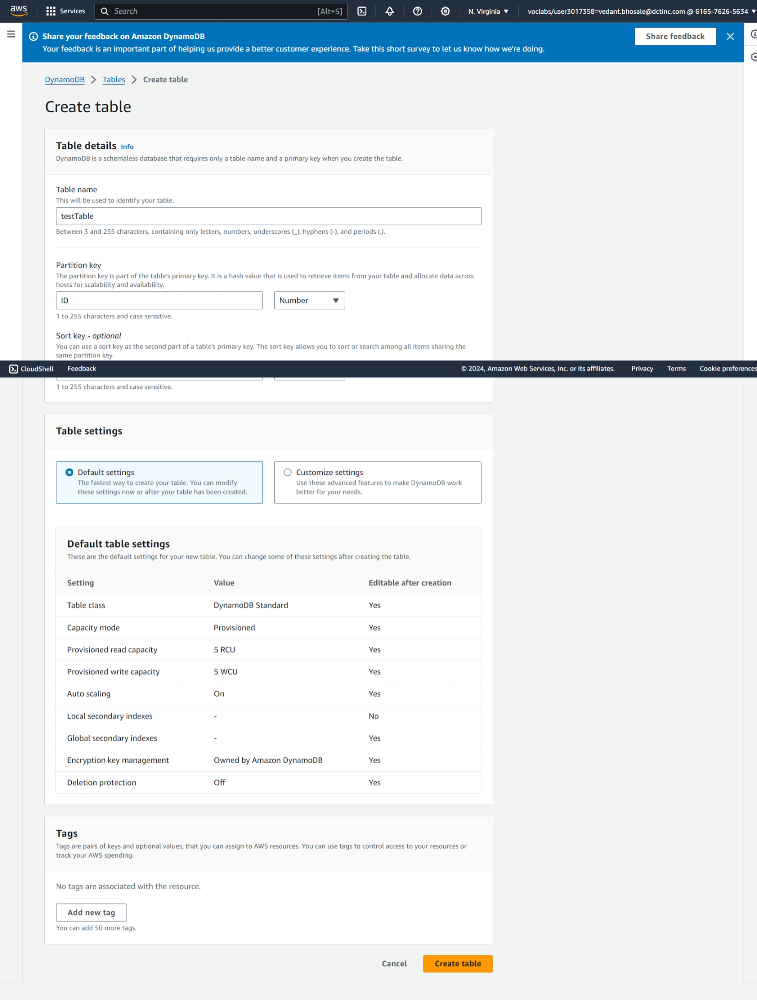 aws
Services
Search
[Alt+S]
N. Virginia
voclabs/user3017358=vedant.bhosale@dctinc.com @ 6165-7626-5634
Share your feedback on Amazon DynamoDB
Your feedback is an important part of helping us provide a better customer experience. Take this short survey to let us know how we're doing.
Share feedback
DynamoDB
Tables
Create table
Create table
Table details Info
DynamoDB is a schemaless database that requires only a table name and a primary key when you create the table.
Table name
This will be used to identify your table.
testTable
Between 3 and 255 characters, containing only letters, numbers, underscores (_), hyphens (-), and periods (.).
Partition key
The partition key is part of the table's primary key. It is a hash value that is used to retrieve items from your table and allocate data across
hosts for scalability and availability.
ID
Number
1 to 255 characters and case sensitive.
Sort key - optional
You can use a sort key as the second part of a table's primary key. The sort key allows you to sort or search among all items sharing the
same partition key.
CloudShell
Feedback
© 2024, Amazon Web Services, Inc. or its affiliates.
Privacy
Terms
Cookie preferences
1 to 255 characters and case sensitive.
Table settings
Default settings
The fastest way to create your table. You can modify
these settings now or after your table has been created.
Customize settings
Use these advanced features to make DynamoDB work
better for your needs.
Default table settings
These are the default settings for your new table. You can change some of these settings after creating the table.
Setting Value Editable after creation
Table class DynamoDB Standard Yes
Capacity mode Provisioned Yes
Provisioned read capacity 5 RCU Yes
Provisioned write capacity 5 WCU Yes
Auto scaling On Yes
Local secondary indexes - No
Global secondary indexes - Yes
Encryption key management Owned by Amazon DynamoDB Yes
Deletion protection Off Yes
Tags
Tags are pairs of keys and optional values, that you can assign to AWS resources. You can use tags to control access to your resources or
track your AWS spending.
No tags are associated with the resource.
Add new tag
You can add 50 more tags.
Cancel
Create table